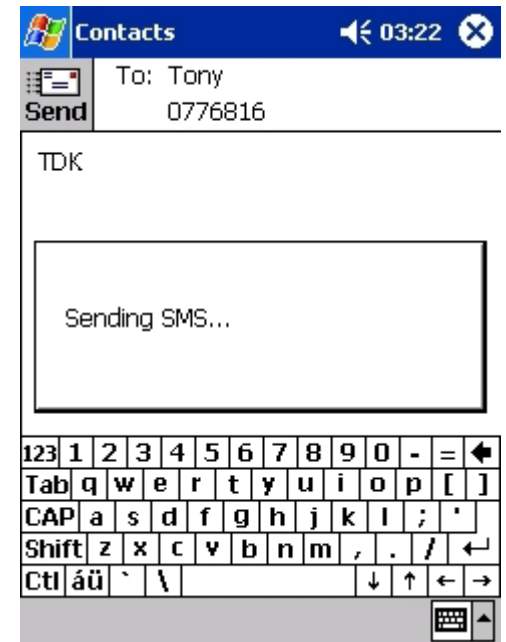 Contacts 03:22
To: Tony
Send 0776816
TDK
Sending SMS...
123 1 2 3 4 5 6 7 8 9 0 - =
Tab q w e r t y u i o p [ ]
CAP a s d f g h j k l ; '
Shift z x c v b n m , . /
Ctl áü ` \ ↓ ↑ ← →